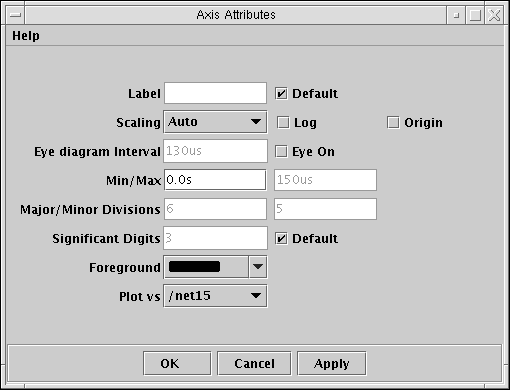 Axis Attributes
Help
Label Default
Scaling Auto Log Origin
Eye diagram Interval 130us Eye On
Min/Max 0.0s 150us
Major/Minor Divisions 6 5
Significant Digits 3 Default
Foreground
Plot vs /net15
OK Cancel Apply